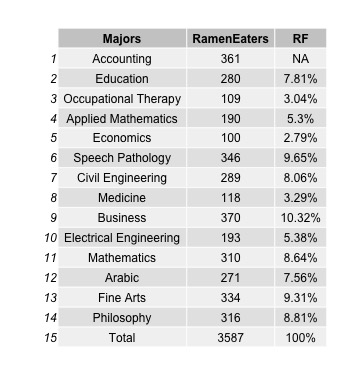 Majors RamenEaters RF
1 Accounting 361 NA
2 Education 280 7.81%
3 Occupational Therapy 109 3.04%
4 Applied Mathematics 190 5.3%
5 Economics 100 2.79%
6 Speech Pathology 346 9.65%
7 Civil Engineering 289 8.06%
8 Medicine 118 3.29%
9 Business 370 10.32%
10 Electrical Engineering 193 5.38%
11 Mathematics 310 8.64%
12 Arabic 271 7.56%
13 Fine Arts 334 9.31%
14 Philosophy 316 8.81%
15 Total 3587 100%